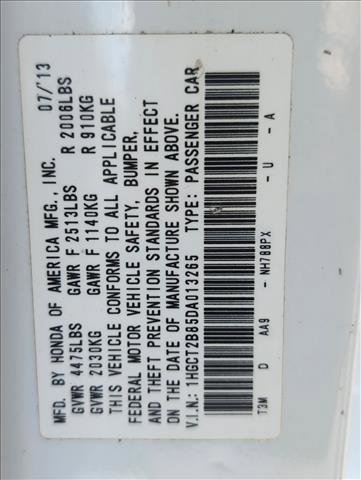 MFD. BY HONDA OF AMERICA MFG., INC. 07/'13
GVWR 4475LBS GAWR F 2513LBS R 2006LBS
GVWR 2030KG GAWR F 1140KG R 910KG
THIS VEHICLE CONFORMS TO ALL APPLICABLE
FEDERAL MOTOR VEHICLE SAFETY, BUMPER,
AND THEFT PREVENTION STANDARDS IN EFFECT
ON THE DATE OF MANUFACTURE SHOWN ABOVE.
V.I.N.: 1HGCT2B85DA013265 TYPE: PASSENGER CAR
T3M D AA9 - NH788PX - U - A